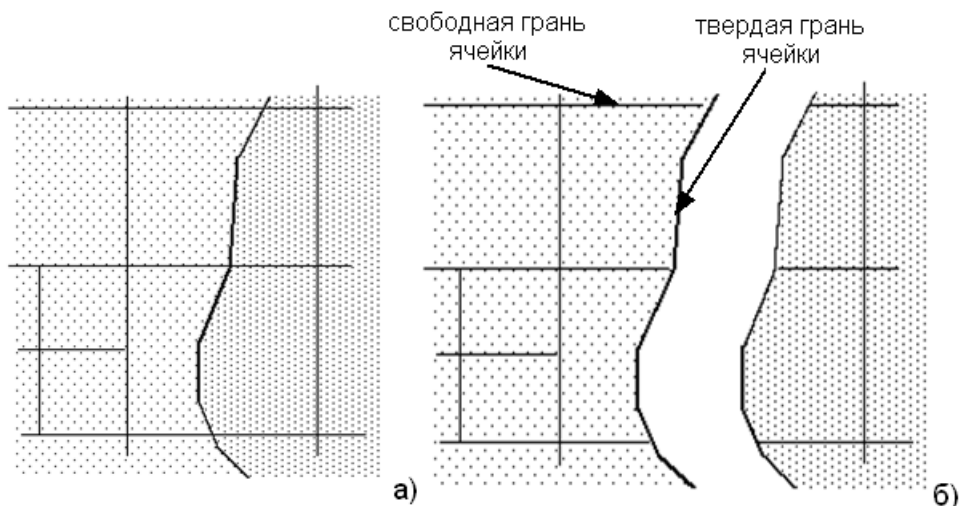 свободная грань
ячейки
твердая грань
ячейки
а)
б)